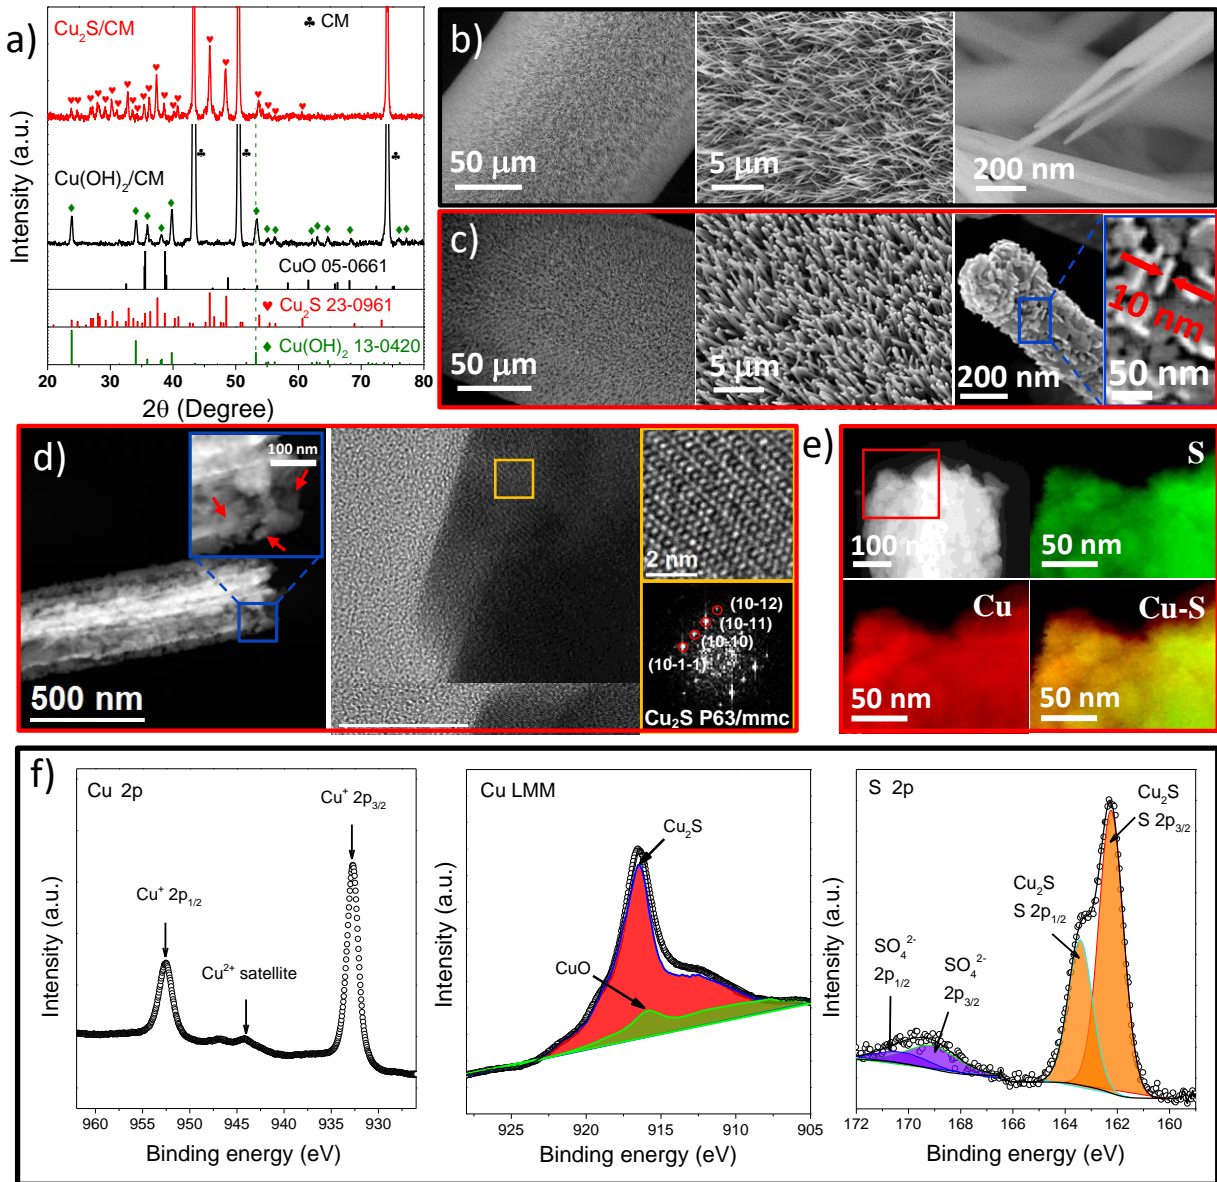 a)
Cu₂S/CM
♣ CM
Cu(OH)₂/CM
CuO 05-0661
♥ Cu₂S 23-0961
♦ Cu(OH)₂ 13-0420
Intensity (a.u.)
20 30 40 50 60 70 80
2θ (Degree)
b)
50 μm
5 μm
200 nm
c)
50 μm
5 μm
200 nm
10 nm
50 nm
d)
100 nm
500 nm
2 nm
(10-12)
(10-11)
(10-10)
(10-1-1)
Cu₂S P63/mmc
e)
100 nm
S
50 nm
Cu
50 nm
Cu-S
50 nm
f)
Cu 2p
Cu⁺ 2p₃/₂
Cu⁺ 2p₁/₂
Cu²⁺ satellite
Intensity (a.u.)
960 955 950 945 940 935 930
Binding energy (eV)
Cu LMM
Cu₂S
CuO
Intensity (a.u.)
925 920 915 910 905
Binding energy (eV)
S 2p
Cu₂S
S 2p₃/₂
Cu₂S
S 2p₁/₂
SO₄²⁻
2p₁/₂
SO₄²⁻
2p₃/₂
Intensity (a.u.)
172 170 168 166 164 162 160
Binding energy (eV)